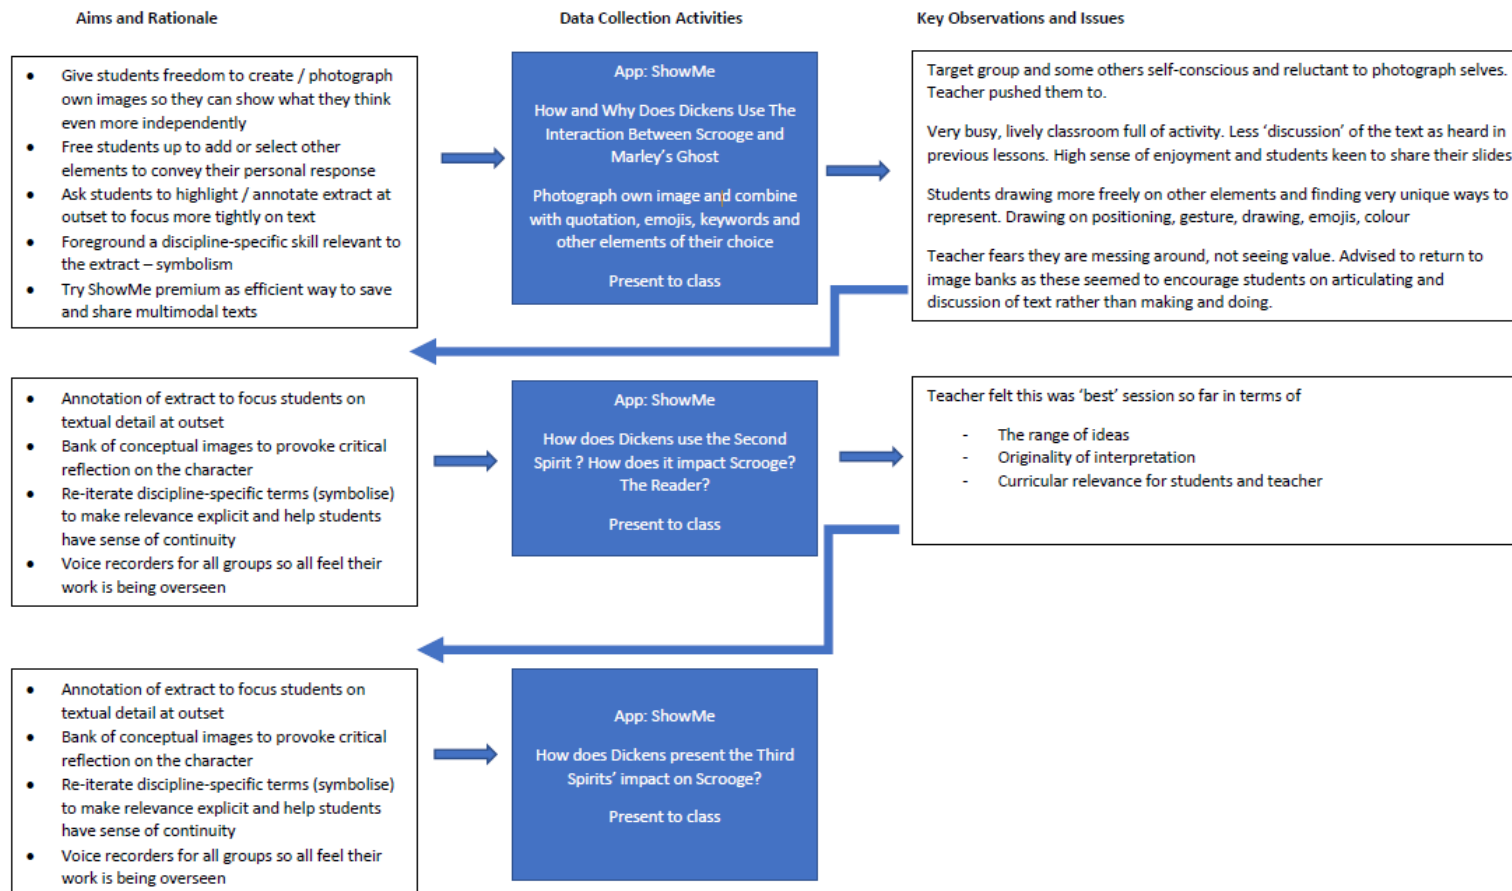 Aims and Rationale
Data Collection Activities
Key Observations and Issues
• Give students freedom to create / photograph
own images so they can show what they think
even more independently
• Free students up to add or select other
elements to convey their personal response
• Ask students to highlight / annotate extract at
outset to focus more tightly on text
• Foreground a discipline-specific skill relevant to
the extract – symbolism
• Try ShowMe premium as efficient way to save
and share multimodal texts
App: ShowMe
How and Why Does Dickens Use The
Interaction Between Scrooge and
Marley's Ghost
Photograph own image and combine
with quotation, emojis, keywords and
other elements of their choice
Present to class
Target group and some others self-conscious and reluctant to photograph selves.
Teacher pushed them to.
Very busy, lively classroom full of activity. Less 'discussion' of the text as heard in
previous lessons. High sense of enjoyment and students keen to share their slides
Students drawing more freely on other elements and finding very unique ways to
represent. Drawing on positioning, gesture, drawing, emojis, colour
Teacher fears they are messing around, not seeing value. Advised to return to
image banks as these seemed to encourage students on articulating and
discussion of text rather than making and doing.
• Annotation of extract to focus students on
textual detail at outset
• Bank of conceptual images to provoke critical
reflection on the character
• Re-iterate discipline-specific terms (symbolise)
to make relevance explicit and help students
have sense of continuity
• Voice recorders for all groups so all feel their
work is being overseen
App: ShowMe
How does Dickens use the Second
Spirit ? How does it impact Scrooge?
The Reader?
Present to class
Teacher felt this was 'best' session so far in terms of
- The range of ideas
- Originality of interpretation
- Curricular relevance for students and teacher
• Annotation of extract to focus students on
textual detail at outset
• Bank of conceptual images to provoke critical
reflection on the character
• Re-iterate discipline-specific terms (symbolise)
to make relevance explicit and help students
have sense of continuity
• Voice recorders for all groups so all feel their
work is being overseen
App: ShowMe
How does Dickens present the Third
Spirits' impact on Scrooge?
Present to class